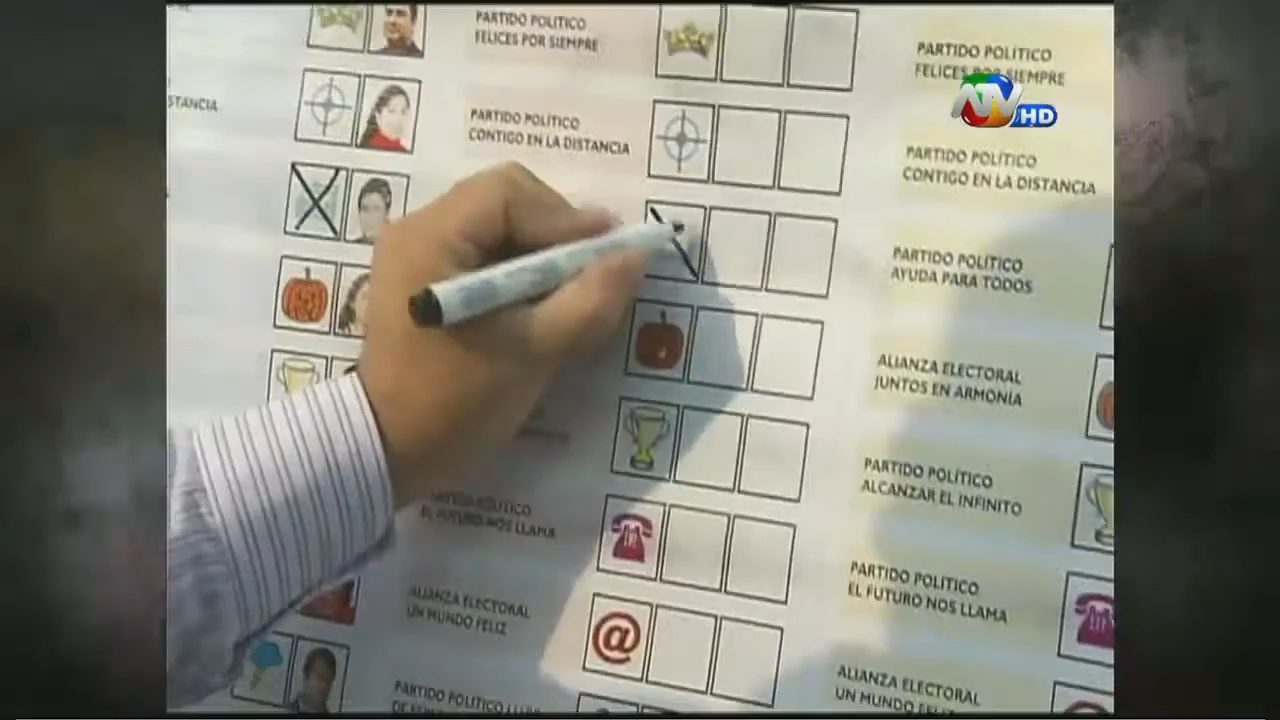 PARTIDO POLÍTICO
FELICES POR SIEMPRE
STANCIA
PARTIDO POLÍTICO
CONTIGO EN LA DISTANCIA
EL FUTURO NOS LLAMA
ALIANZA ELECTORAL
UN MUNDO FELIZ
PARTIDO POLÍTICO
@
PARTIDO POLÍTICO
FELICES POR SIEMPRE
ATV HD
PARTIDO POLÍTICO
CONTIGO EN LA DISTANCIA
PARTIDO POLÍTICO
AYUDA PARA TODOS
ALIANZA ELECTORAL
JUNTOS EN ARMONÍA
PARTIDO POLÍTICO
ALCANZAR EL INFINITO
PARTIDO POLÍTICO
EL FUTURO NOS LLAMA
ALIANZA ELECTORAL
UN MUNDO FELIZ